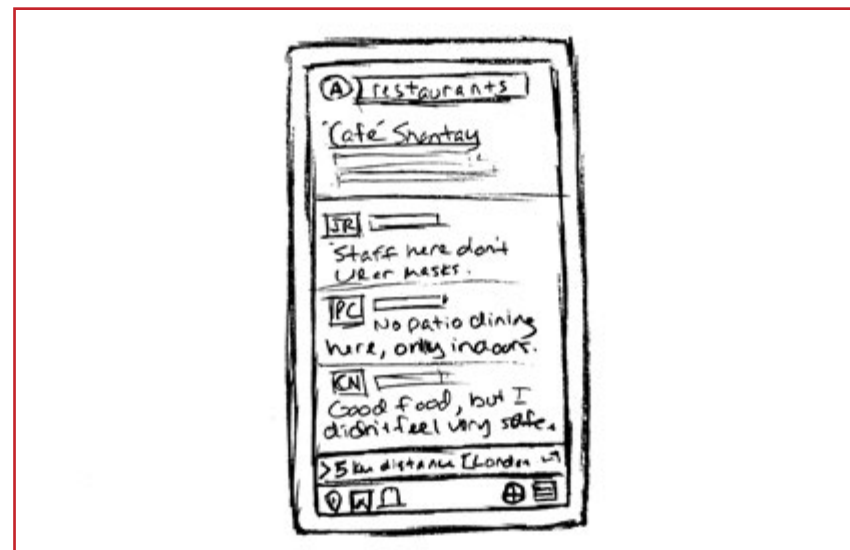 A restaurants
"Café" Shantay
JR
"Staff here don't
wear masks.
PC
No patio dining
here, only indoors.
KN
Good food, but I
didn't feel very safe.
>5 km distance [London